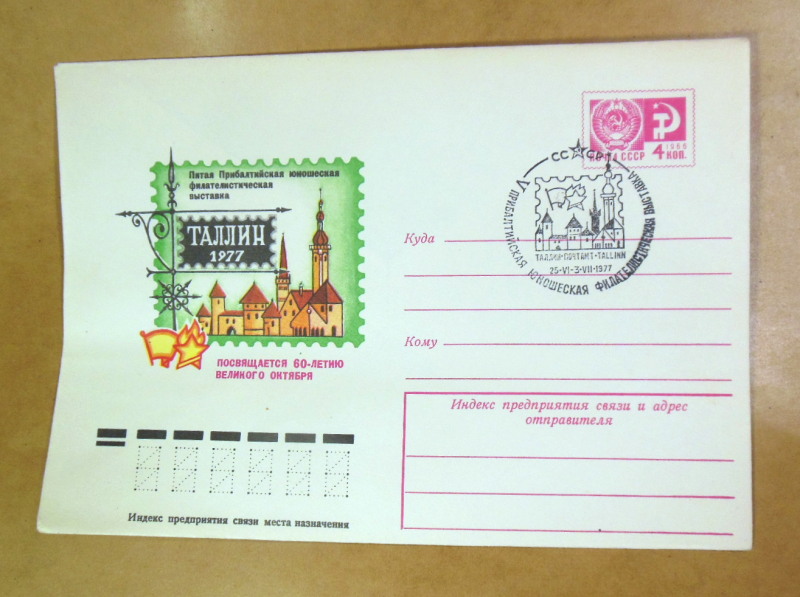 Пятая Прибалтийская юношеская
филателистическая
выставка
ТАЛЛИН
1977
ПОСВЯЩАЕТСЯ 60-ЛЕТИЮ
ВЕЛИКОГО ОКТЯБРЯ
Индекс предприятия связи места назначения
1966
ПОЧТА СССР 4 КОП.
СССР
V ПРИБАЛТИЙСКАЯ ЮНОШЕСКАЯ ФИЛАТЕЛИСТИЧЕСКАЯ ВЫСТАВКА
ТАЛЛИН-ПОЧТАМТ-TALLINN
25-VI-3-VII-1977
Куда
Кому
Индекс предприятия связи и адрес
отправителя